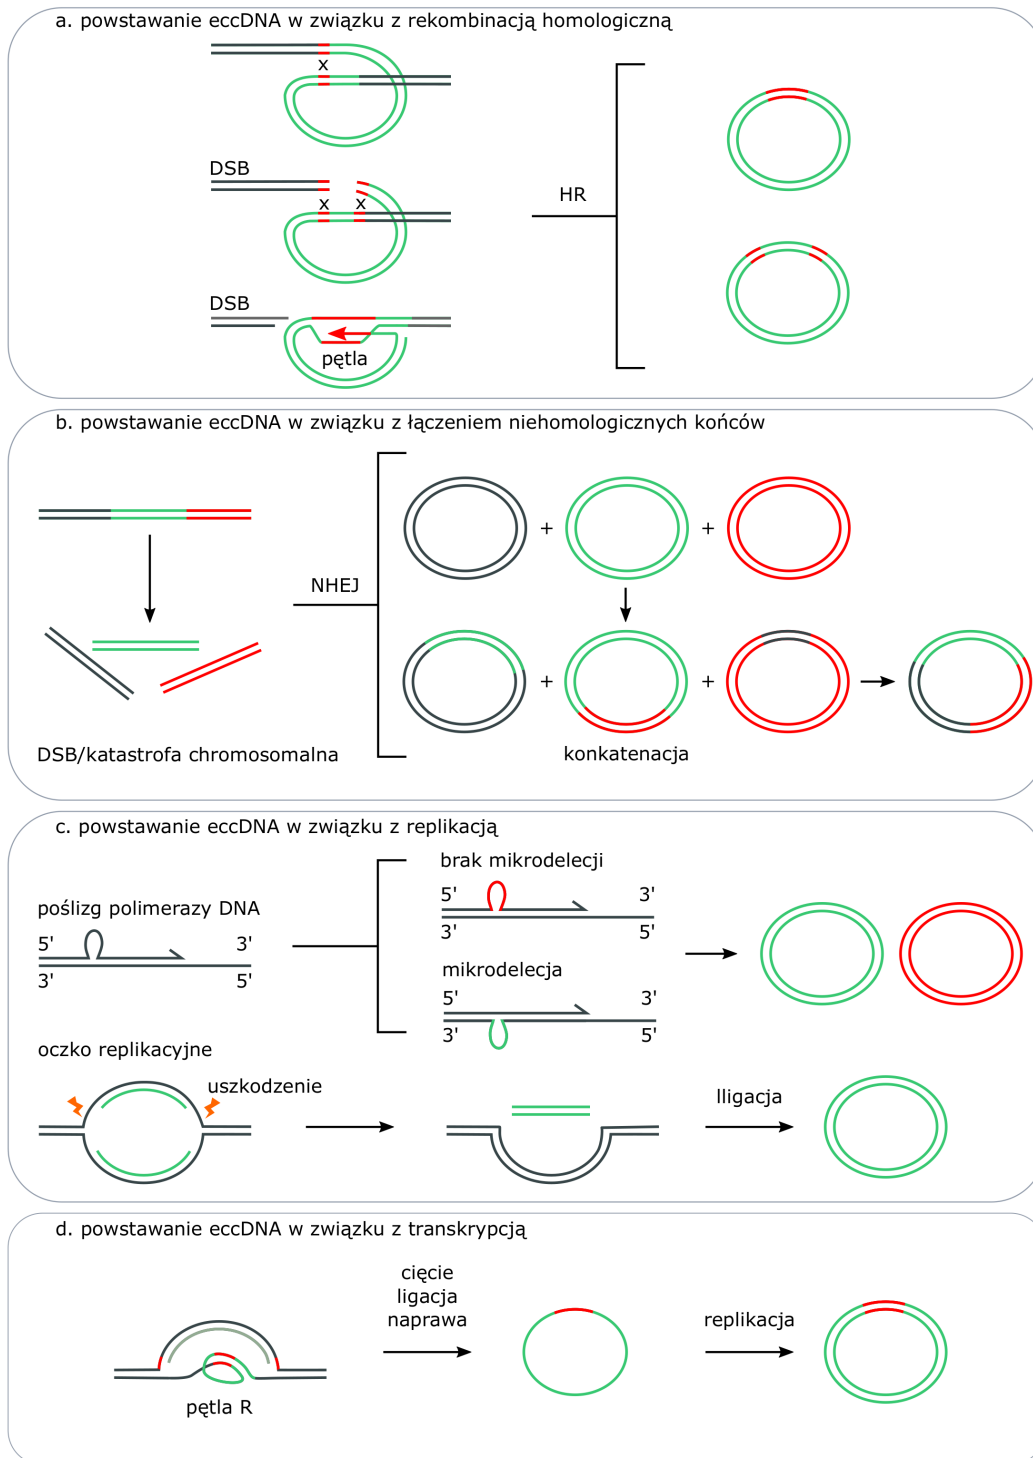 a. powstawanie eccDNA w związku z rekombinacją homologiczną
x
DSB
x x
HR
DSB
pętla
b. powstawanie eccDNA w związku z łączeniem niehomologicznych końców
+ +
NHEJ
+ +
DSB/katastrofa chromosomalna
konkatenacja
c. powstawanie eccDNA w związku z replikacją
brak mikrodelecji
5' 3'
3' 5'
poślizg polimerazy DNA
5' 3'
3' 5'
mikrodelecja
5' 3'
3' 5'
oczko replikacyjne
uszkodzenie
lligacja
d. powstawanie eccDNA w związku z transkrypcją
cięcie
ligacja
naprawa
replikacja
pętla R